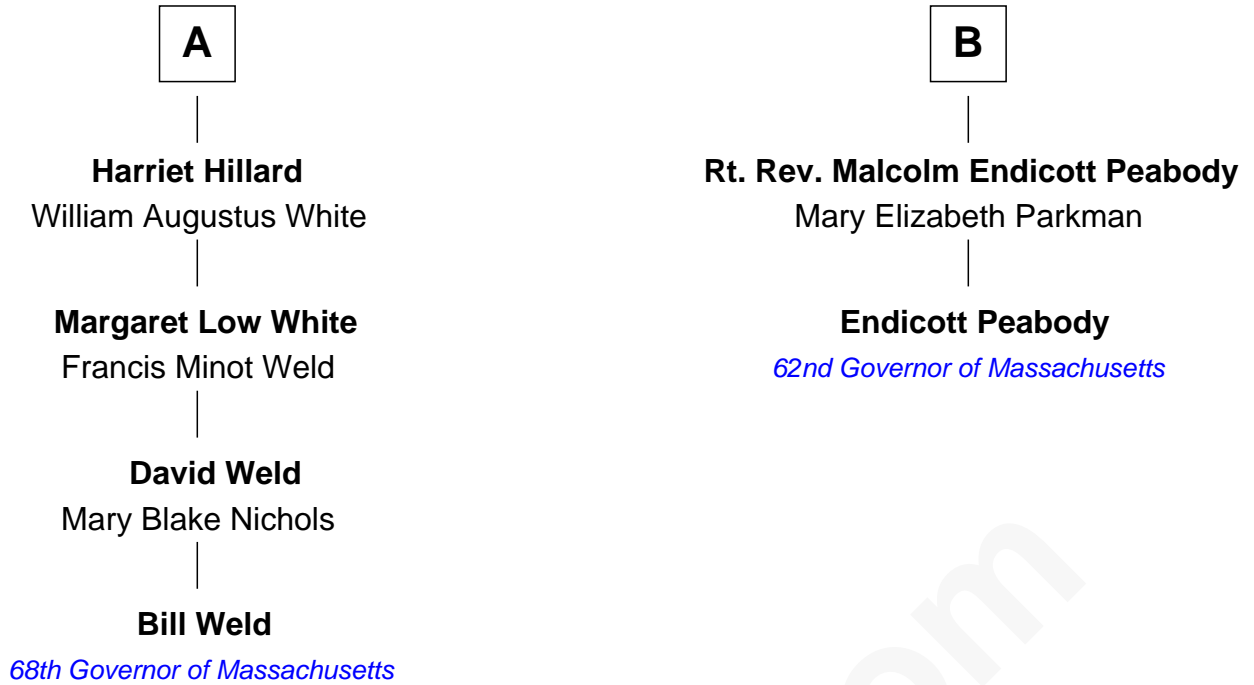 A
Harriet Hillard
William Augustus White
Margaret Low White
Francis Minot Weld
David Weld
Mary Blake Nichols
Bill Weld
68th Governor of Massachusetts
B
Rt. Rev. Malcolm Endicott Peabody
Mary Elizabeth Parkman
Endicott Peabody
62nd Governor of Massachusetts
om